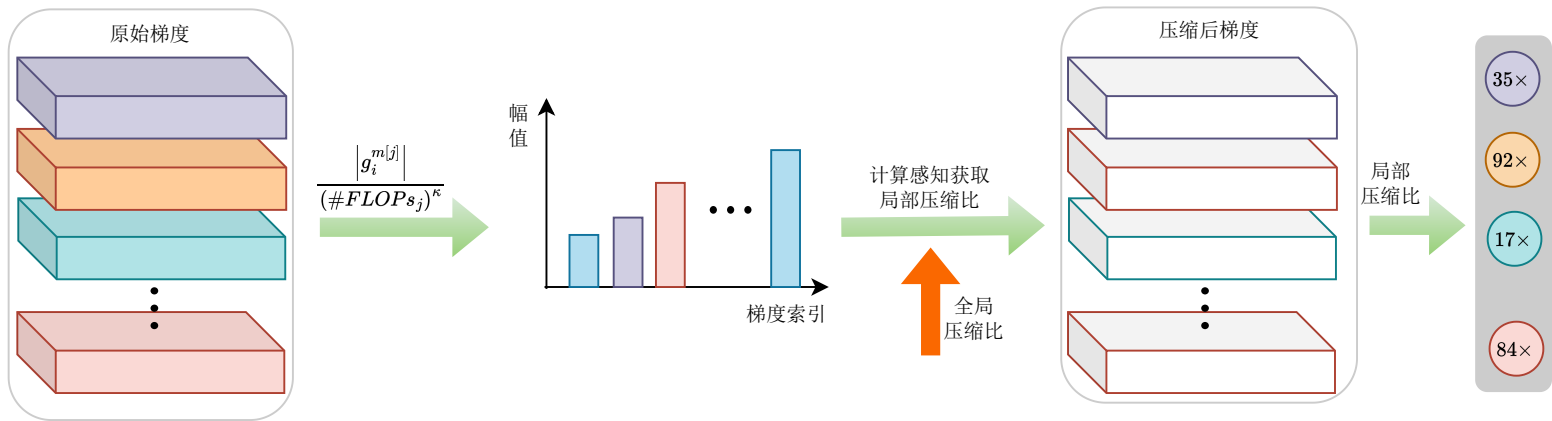 原始梯度
|g_i^{m[j]}|
(#FLOPs_j)^κ
幅
值
梯度索引
计算感知获取
局部压缩比
全局
压缩比
压缩后梯度
局部
压缩比
35×
92×
17×
84×